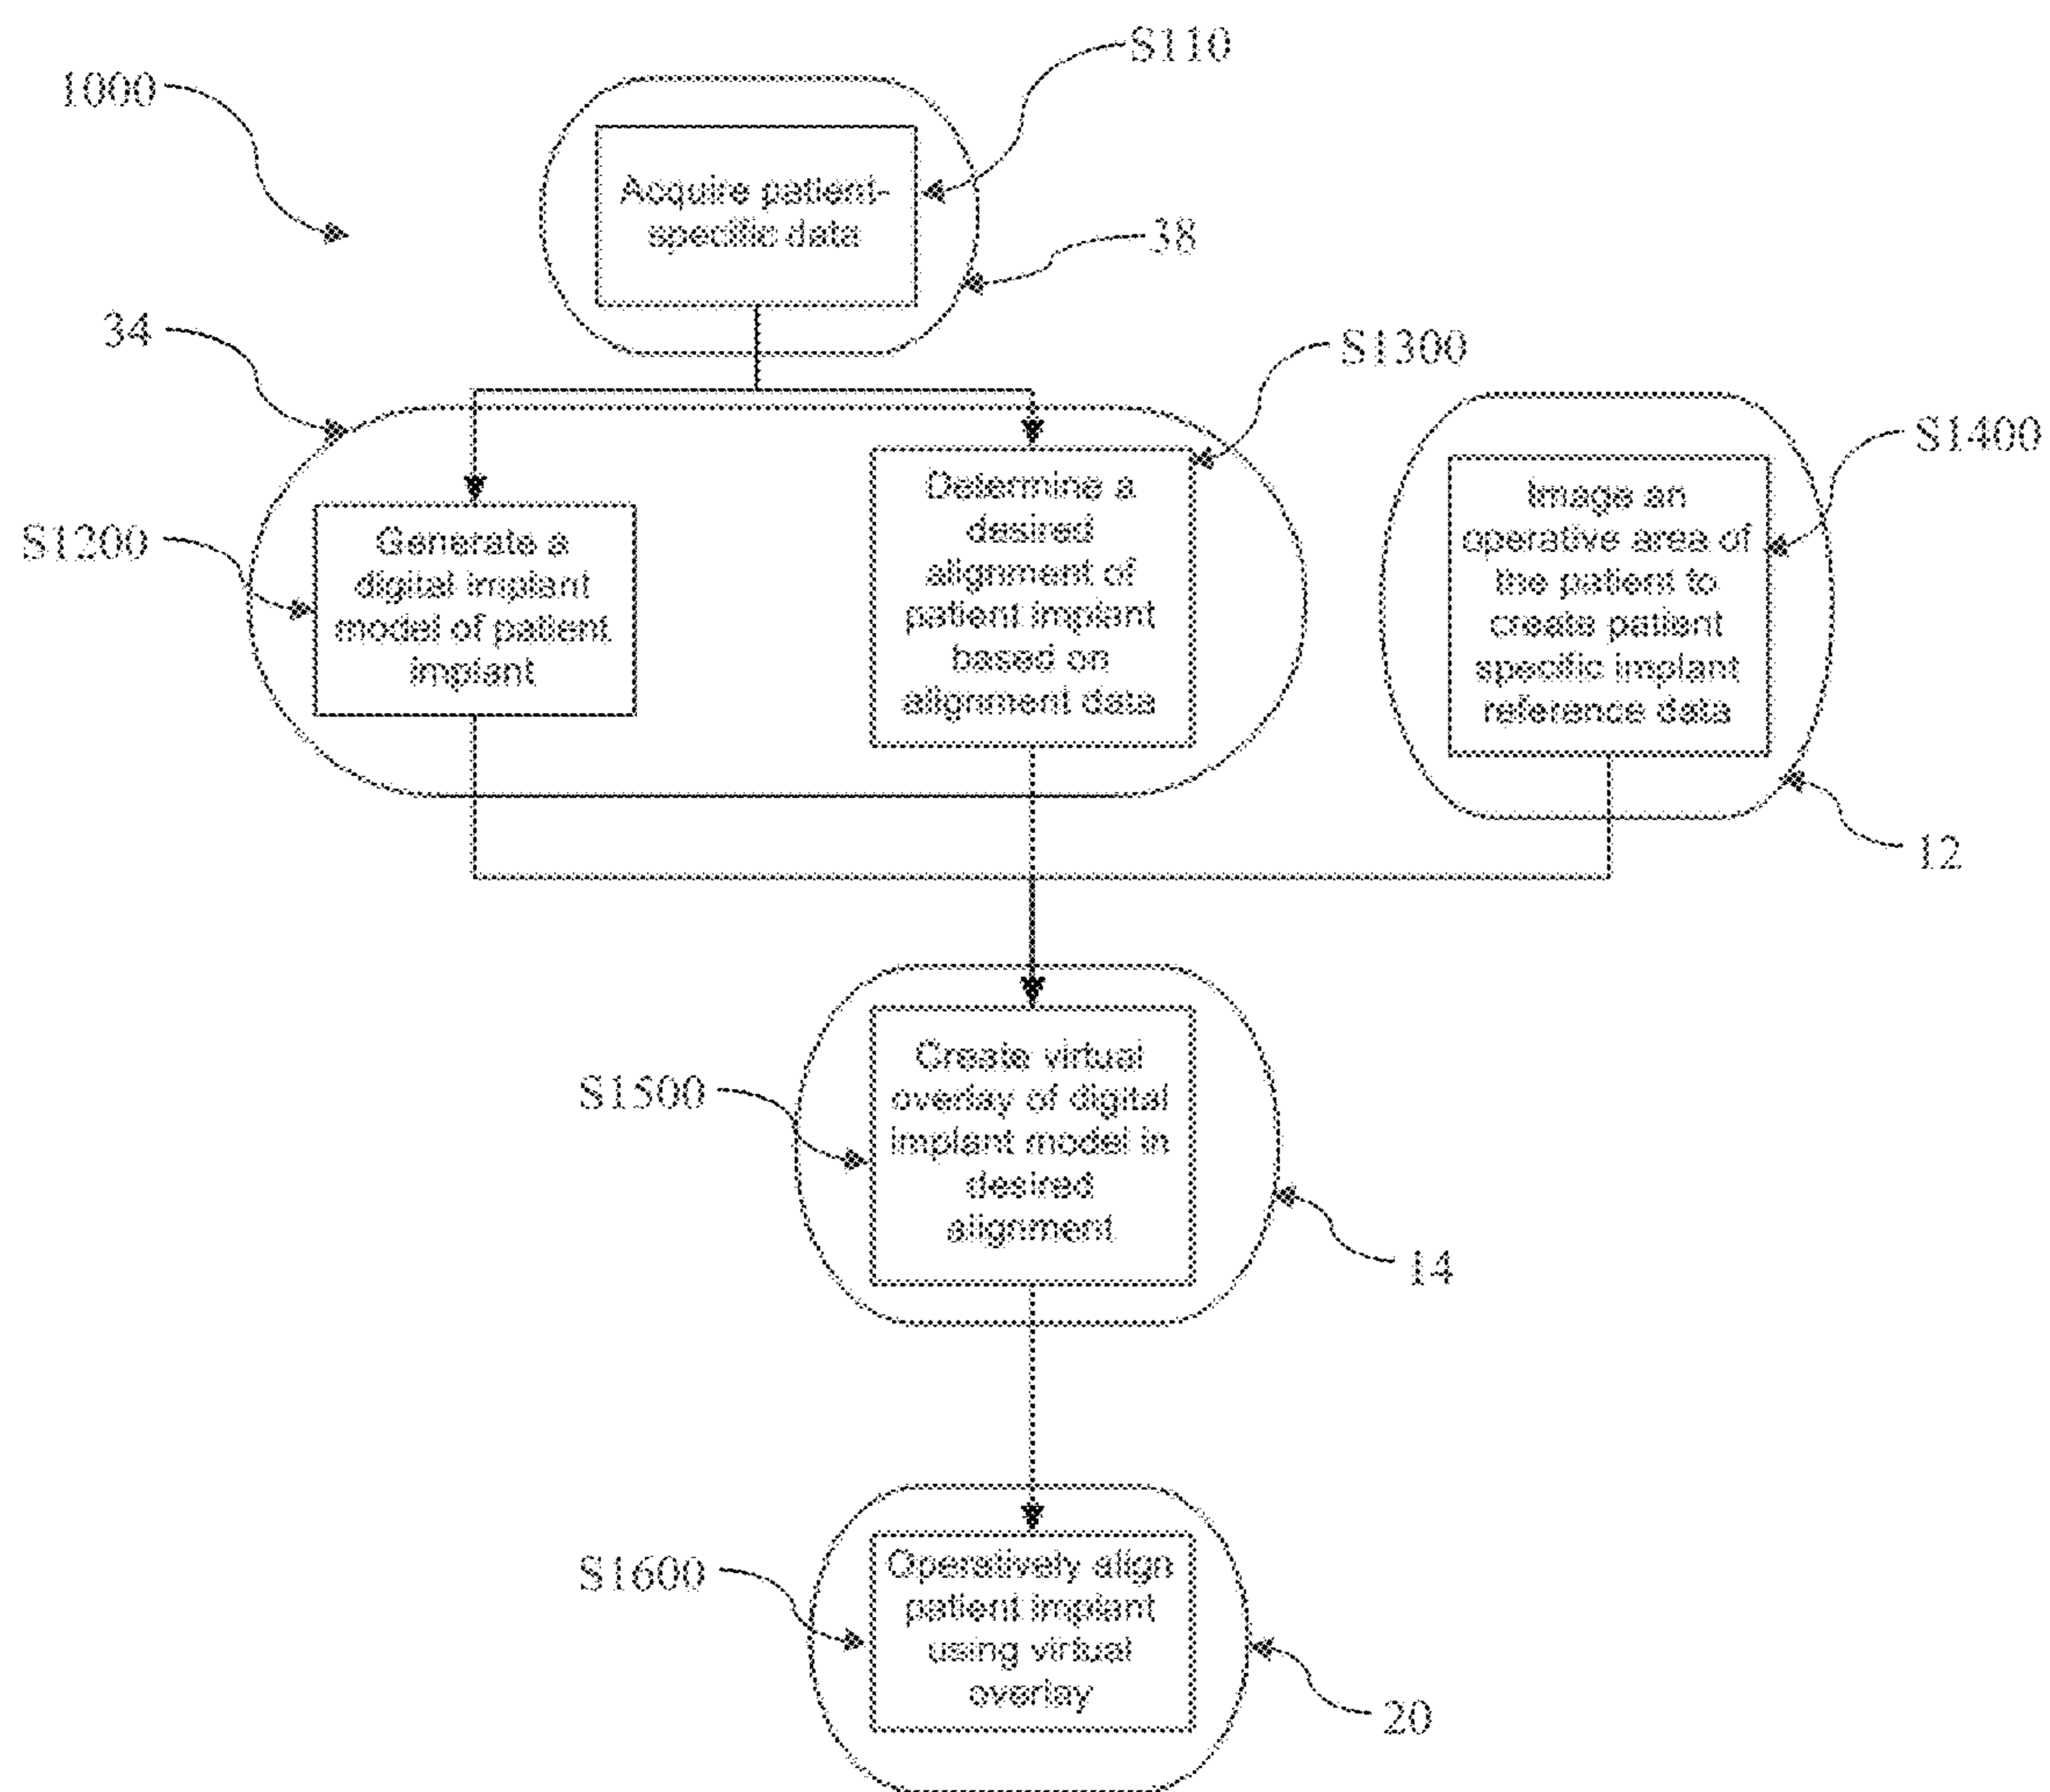 S110
1000
Acquire patient-
specific data
38
34
S1300
S1400
S1200
Generate a
digital implant
model of patient
implant
Determine a
desired
alignment of
patient implant
based on
alignment data
Image an
operative area of
the patient to
create patient
specific implant
reference data
12
S1500
Create virtual
overlay of digital
implant model in
desired
alignment
14
S1600
Operatively align
patient implant
using virtual
overlay
20